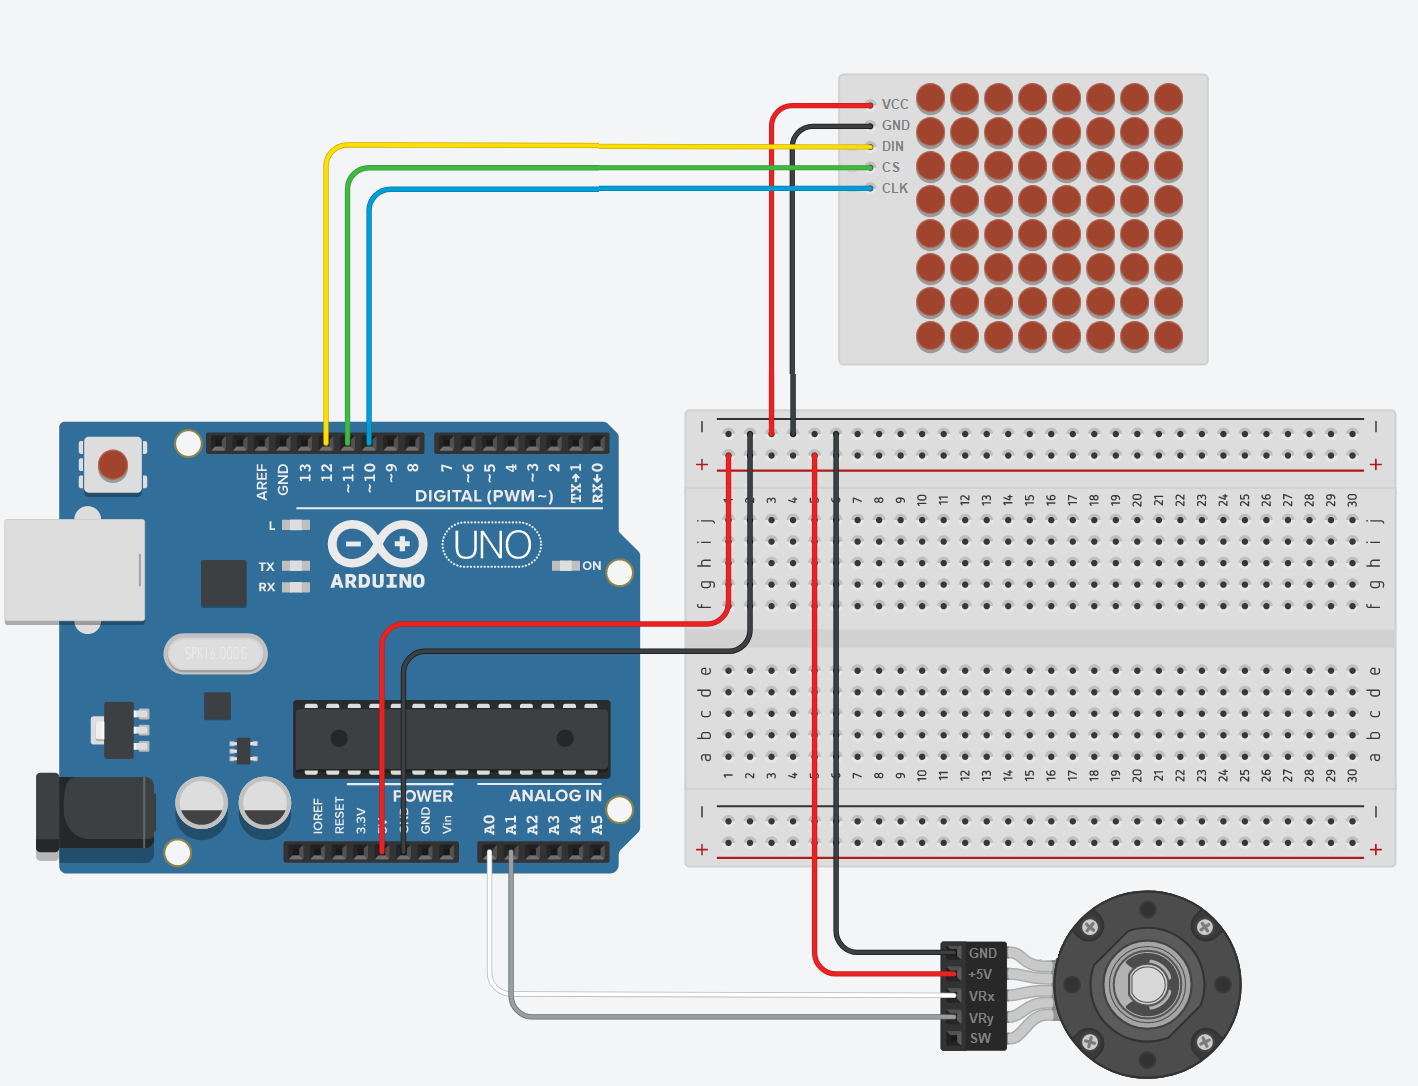 VCC
GND
DIN
CS
CLK
AREF
GND
13
12
~11
~10
~9
8
7
~6
~5
4
~3
2
TX→1
RX←0
DIGITAL (PWM~)
L
TX
RX
ARDUINO
UNO
ON
SPK16.000G
POWER
ANALOG IN
IOREF
RESET
3.3V
GND
Vin
A0
A1
A2
A3
A4
A5
− −
+ +
1 2 3 4 5 6 7 8 9 10 11 12 13 14 15 16 17 18 19 20 21 22 23 24 25 26 27 28 29 30
j j
i i
h h
g g
f f
e e
d d
c c
b b
a a
1 2 3 4 5 6 7 8 9 10 11 12 13 14 15 16 17 18 19 20 21 22 23 24 25 26 27 28 29 30
− −
+ +
GND
+5V
VRx
VRy
SW